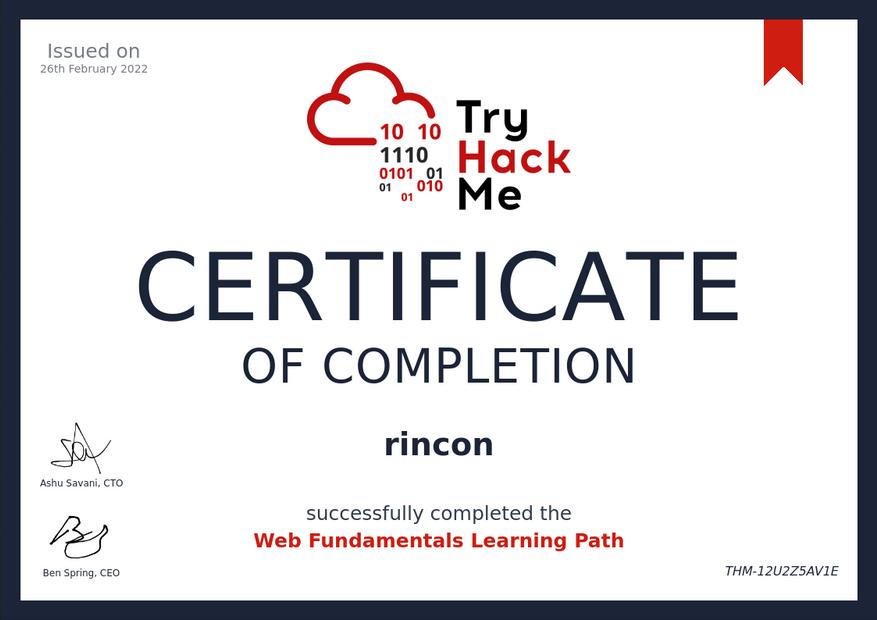 Issued on
26th February 2022
10 10
1110
0101 01
01 010
01
Try
Hack
Me
CERTIFICATE
OF COMPLETION
rincon
Ashu Savani, CTO
successfully completed the
Web Fundamentals Learning Path
Ben Spring, CEO
THM-12U2Z5AV1E